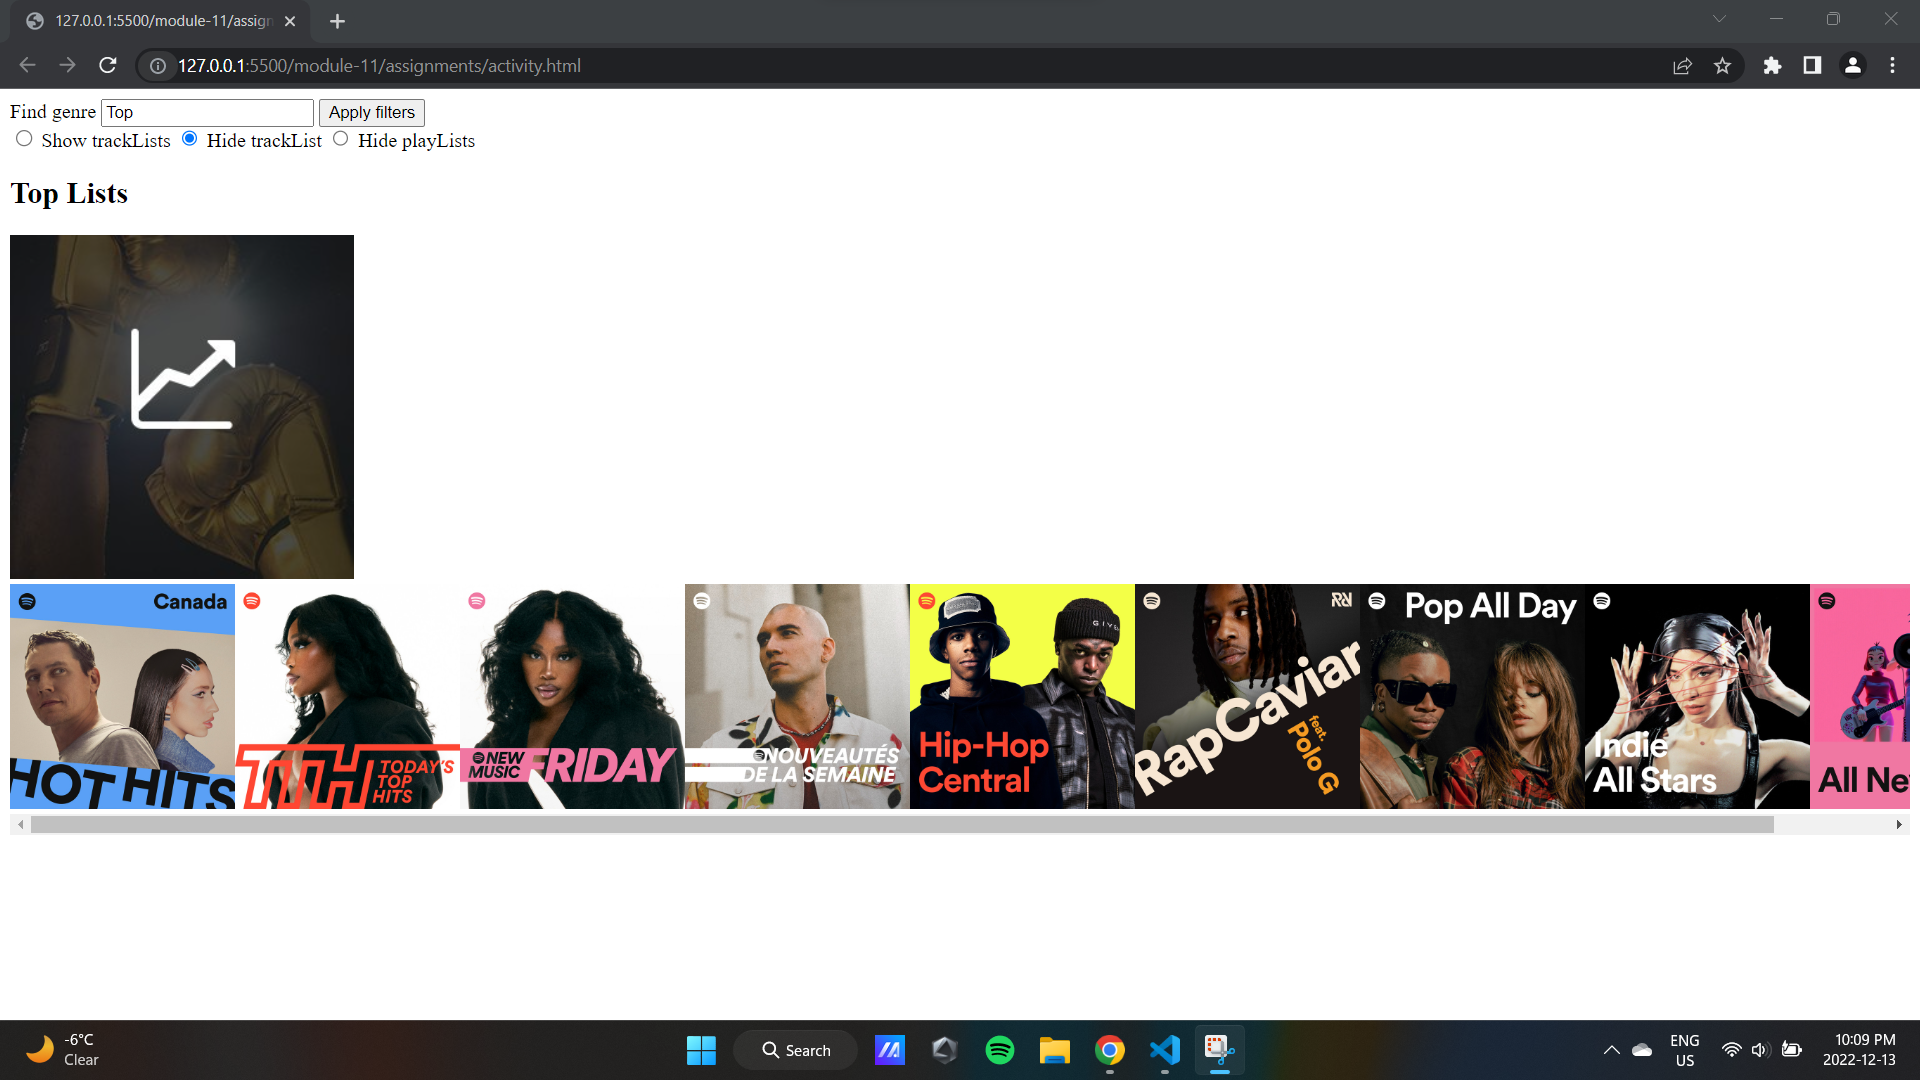 127.0.0.1:5500/module-11/assign
127.0.0.1:5500/module-11/assignments/activity.html
Find genre Top Apply filters
Show trackLists Hide trackList Hide playLists
Top Lists
Canada
HOT HITS
TTH TODAY'S TOP HITS
NEW MUSIC FRIDAY
NOUVEAUTÉS
DE LA SEMAINE
GIVE
Hip-Hop
Central
RapCaviar
feat.
Polo G
Pop All Day
Indie
All Stars
All Ne
-6°C
Clear
Search
ENG
US
10:09 PM
2022-12-13